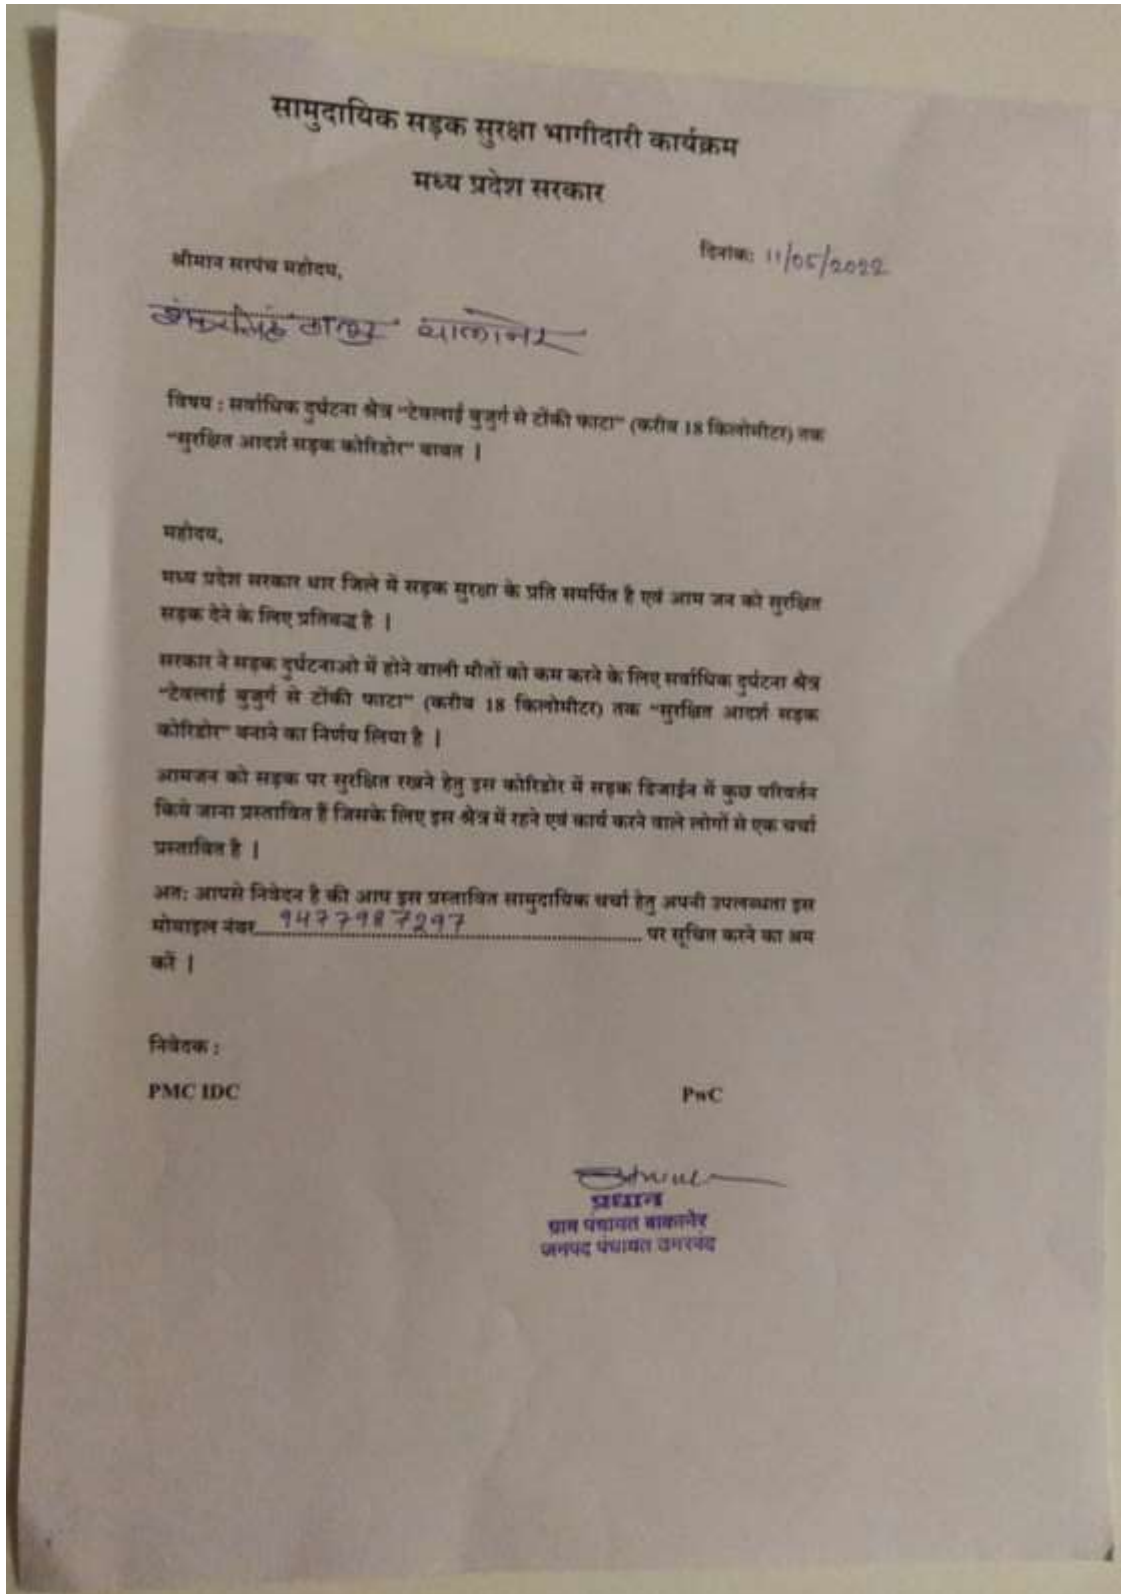 सामुदायिक सड़क सुरक्षा भागीदारी कार्यक्रम
मध्य प्रदेश सरकार
दिनांक: 11/05/2022
श्रीमान सरपंच महोदय,
विषय : सर्वाधिक दुर्घटना श्रेत्र “टेवलाई बुजुर्ग से टोंकी फाटा” (करीब 18 किलोमीटर) तक
“सुरक्षित आदर्श सड़क कोरिडोर” बाबत |
महोदय,
मध्य प्रदेश सरकार धार जिले में सड़क सुरक्षा के प्रति समर्पित है एवं आम जन को सुरक्षित
सड़क देने के लिए प्रतिबद्ध है |
सरकार ने सड़क दुर्घटनाओ में होने वाली मौतों को कम करने के लिए सर्वाधिक दुर्घटना श्रेत्र
“टेवलाई बुजुर्ग से टोंकी फाटा” (करीब 18 किलोमीटर) तक “सुरक्षित आदर्श सड़क
कोरिडोर” बनाने का निर्णय लिया है |
आमजन को सड़क पर सुरक्षित रखने हेतु इस कोरिडोर में सड़क डिजाईन में कुछ परिवर्तन
किये जाना प्रस्तावित है जिसके लिए इस श्रेत्र में रहने एवं कार्य करने वाले लोगों से एक चर्चा
प्रस्तावित है |
अत: आपसे निवेदन है की आप इस प्रस्तावित सामुदायिक चर्चा हेतु अपनी उपलब्धता इस
मोबाइल नंबर 9477987297 पर सूचित करने का श्रम
करें |
निवेदक :
PMC IDC PwC
प्रधान
ग्राम पंचायत बाकानेर
जनपद पंचायत उमरबंद